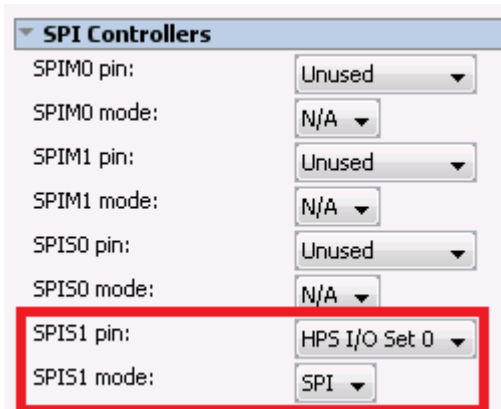 SPI Controllers
SPIM0 pin: Unused
SPIM0 mode: N/A
SPIM1 pin: Unused
SPIM1 mode: N/A
SPIS0 pin: Unused
SPIS0 mode: N/A
SPIS1 pin: HPS I/O Set 0
SPIS1 mode: SPI